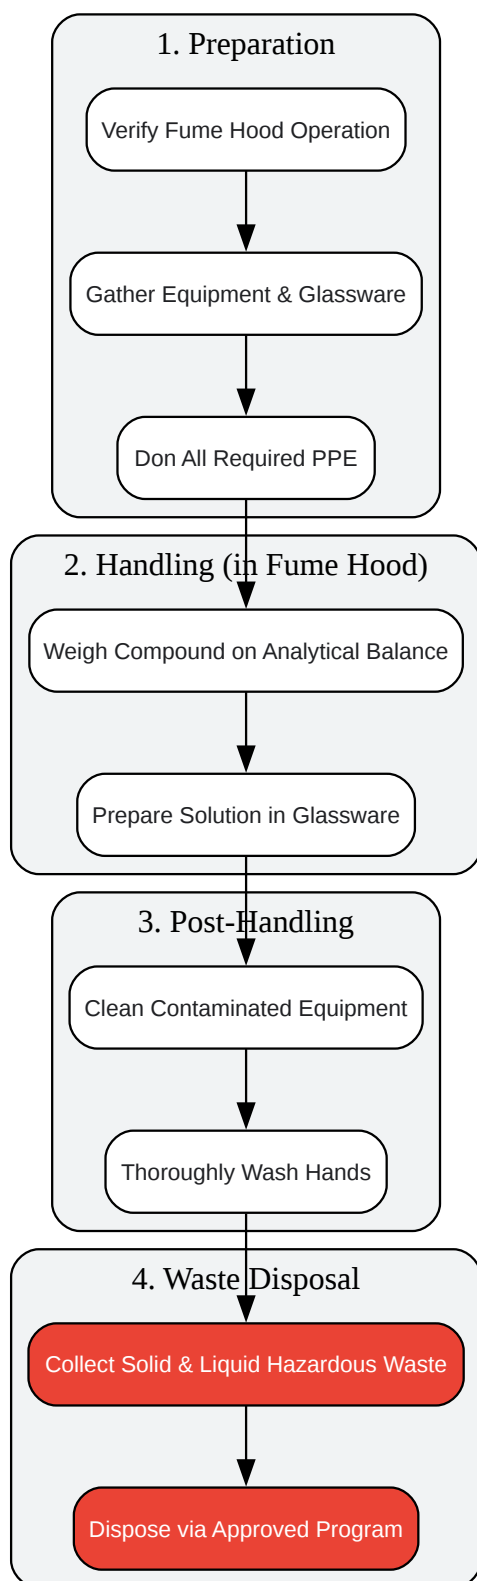 1. Preparation
Verify Fume Hood Operation
Gather Equipment & Glassware
Don All Required PPE
2. Handling (in Fume Hood)
Weigh Compound on Analytical Balance
Prepare Solution in Glassware
3. Post-Handling
Clean Contaminated Equipment
Thoroughly Wash Hands
4. Waste Disposal
Collect Solid & Liquid Hazardous Waste
Dispose via Approved Program